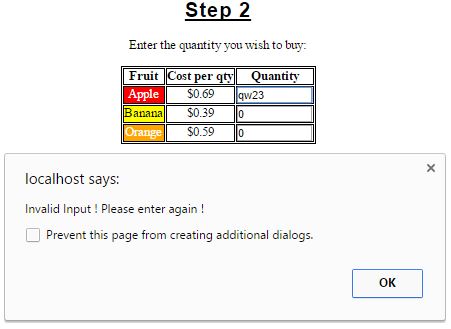 Step 2
Enter the quantity you wish to buy:
Fruit Cost per qty Quantity
Apple $0.69 qw23
Banana $0.39 0
Orange $0.59 0
localhost says:
Invalid Input ! Please enter again !
Prevent this page from creating additional dialogs.
OK